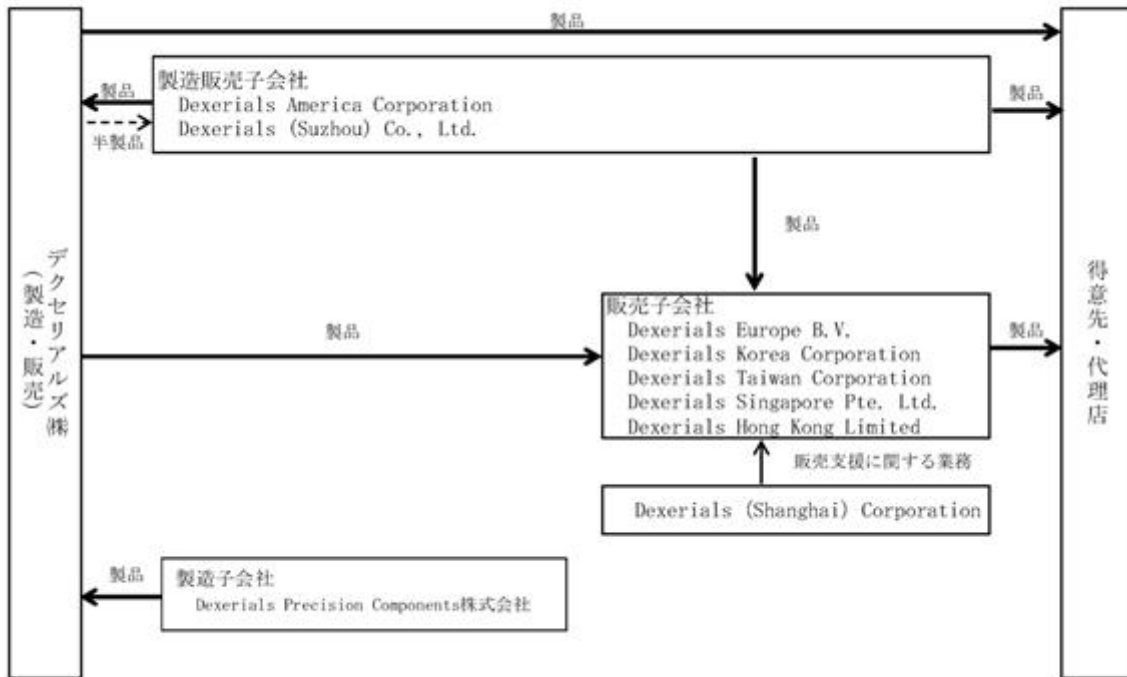 製品
製造販売子会社
Dexerials America Corporation
Dexerials (Suzhou) Co., Ltd.
製品
半製品
製品
製品
デクセリアルズ㈱
(製造・販売)
製品
販売子会社
Dexerials Europe B.V.
Dexerials Korea Corporation
Dexerials Taiwan Corporation
Dexerials Singapore Pte. Ltd.
Dexerials Hong Kong Limited
製品
得意先・代理店
販売支援に関する業務
Dexerials (Shanghai) Corporation
製品
製造子会社
Dexerials Precision Components株式会社